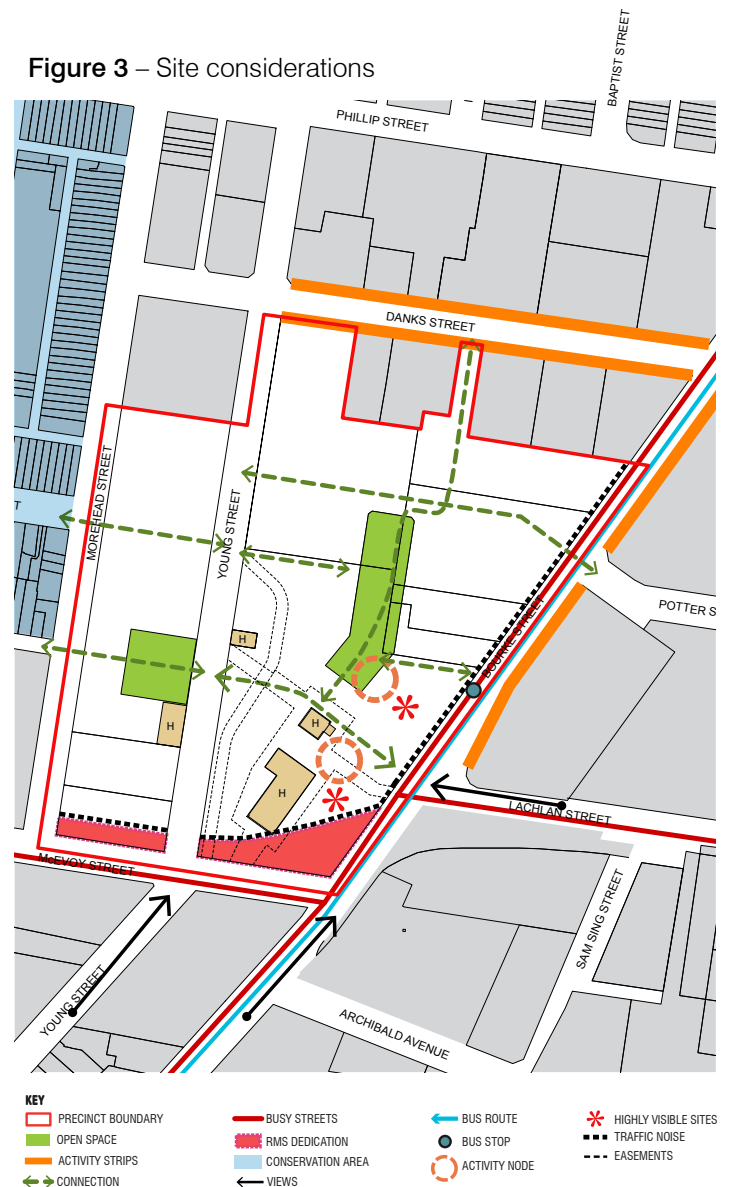 BAPTIST STREET
Figure 3 – Site considerations
PHILLIP STREET
DANKS STREET
MOREHEAD STREET
YOUNG STREET
T
POTTER S
BOURKE STREET
H
H
H
H
LACHLAN STREET
McEVOY STREET
SAM SING STREET
YOUNG STREET
ARCHIBALD AVENUE
KEY
PRECINCT BOUNDARY
OPEN SPACE
ACTIVITY STRIPS
CONNECTION
BUSY STREETS
RMS DEDICATION
CONSERVATION AREA
VIEWS
BUS ROUTE
BUS STOP
ACTIVITY NODE
HIGHLY VISIBLE SITES
TRAFFIC NOISE
EASEMENTS